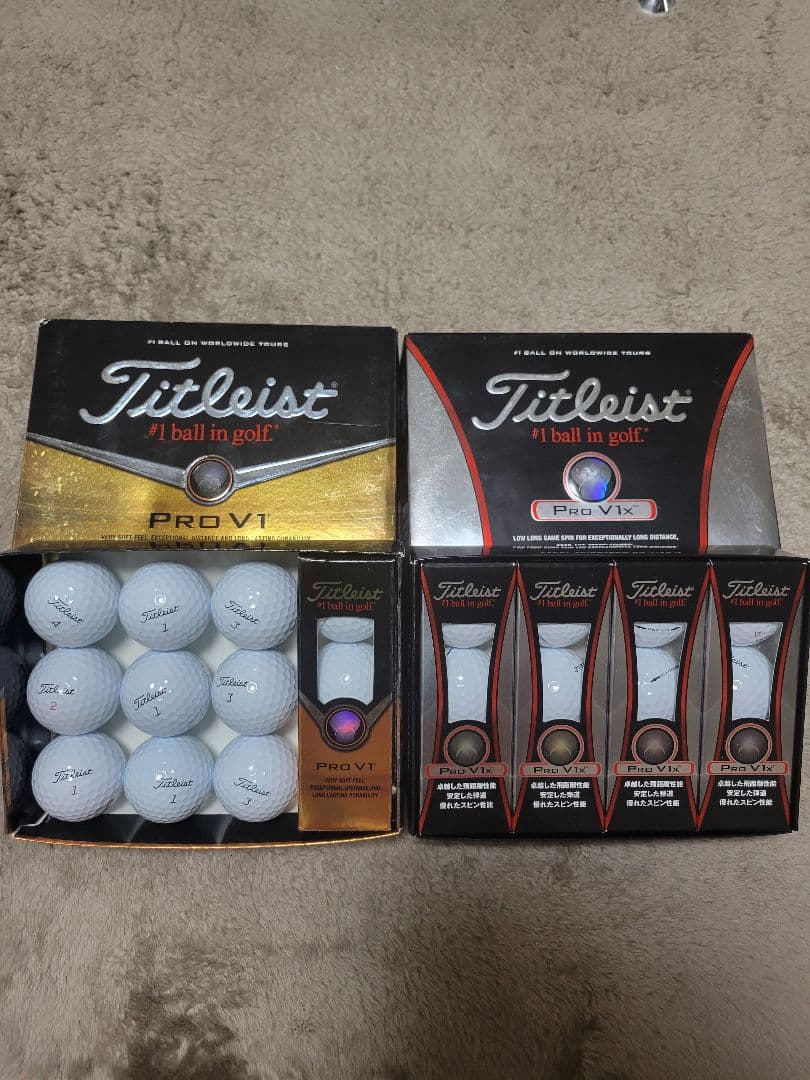 #1 BALL ON WORLDWIDE TOURS
Titleist
#1 ball in golf.
PRO V1
VERY SOFT FEEL, EXCEPTIONAL DISTANCE AND LONG LASTING DURABILITY
#1 BALL ON WORLDWIDE TOURS
Titleist
#1 ball in golf.
PRO V1x
LOW LONG GAME SPIN FOR EXCEPTIONALLY LONG DISTANCE,
Titleist
4
Titleist
1
Titleist
3
Titleist
2
Titleist
1
Titleist
3
Titleist
1
Titleist
1
Titleist
3
Titleist
#1 ball in golf.
PRO V1
VERY SOFT FEEL
EXCEPTIONAL DISTANCE AND
LONG LASTING DURABILITY
Titleist
#1 ball in golf.
PRO V1x
卓越した飛距離性能
安定した弾道
優れたスピン性能
Titleist
#1 ball in golf.
PRO V1x
卓越した飛距離性能
安定した弾道
優れたスピン性能
Titleist
#1 ball in golf.
PRO V1x
卓越した飛距離性能
安定した弾道
優れたスピン性能
Titleist
#1 ball in golf.
PRO V1x
卓越した飛距離性能
安定した弾道
優れたスピン性能